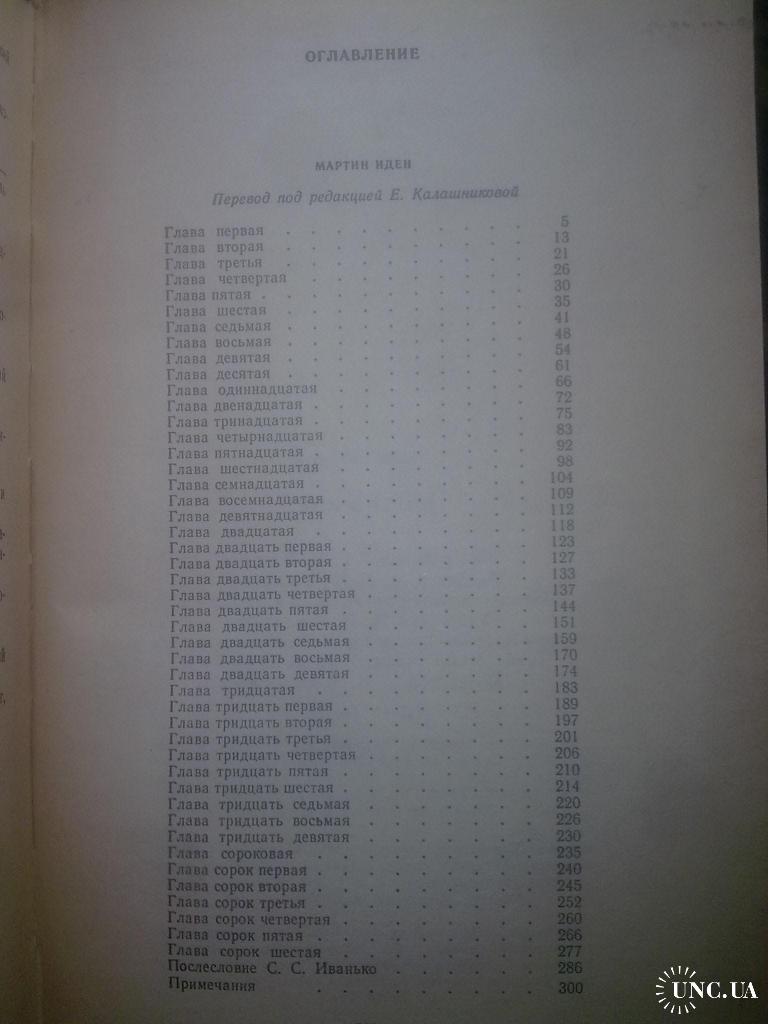 ОГЛАВЛЕНИЕ
МАРТИН ИДЕН
Перевод под редакцией Е. Калашниковой
Глава первая . . . . . . . . . . 5
Глава вторая . . . . . . . . . . 13
Глава третья . . . . . . . . . . 21
Глава четвертая . . . . . . . . . 26
Глава пятая . . . . . . . . . . . 30
Глава шестая . . . . . . . . . . 35
Глава седьмая . . . . . . . . . . 41
Глава восьмая . . . . . . . . . . 48
Глава девятая . . . . . . . . . . 54
Глава десятая . . . . . . . . . . 61
Глава одиннадцатая . . . . . . . . 66
Глава двенадцатая . . . . . . . . . 72
Глава тринадцатая . . . . . . . . . 75
Глава четырнадцатая . . . . . . . . 83
Глава пятнадцатая . . . . . . . . . 92
Глава шестнадцатая . . . . . . . . 98
Глава семнадцатая . . . . . . . . . 104
Глава восемнадцатая . . . . . . . . 109
Глава девятнадцатая . . . . . . . . 112
Глава двадцатая . . . . . . . . . 118
Глава двадцать первая . . . . . . . . 123
Глава двадцать вторая . . . . . . . . 127
Глава двадцать третья . . . . . . . . 133
Глава двадцать четвертая . . . . . . . 137
Глава двадцать пятая . . . . . . . . 144
Глава двадцать шестая . . . . . . . 151
Глава двадцать седьмая . . . . . . . 159
Глава двадцать восьмая . . . . . . . 170
Глава двадцать девятая . . . . . . . 174
Глава тридцатая . . . . . . . . . 183
Глава тридцать первая . . . . . . . . 189
Глава тридцать вторая . . . . . . . . 197
Глава тридцать третья . . . . . . . . 201
Глава тридцать четвертая . . . . . . . 206
Глава тридцать пятая . . . . . . . . 210
Глава тридцать шестая . . . . . . . . 214
Глава тридцать седьмая . . . . . . . 220
Глава тридцать восьмая . . . . . . . 226
Глава тридцать девятая . . . . . . . 230
Глава сороковая . . . . . . . . . 235
Глава сорок первая . . . . . . . . . 240
Глава сорок вторая . . . . . . . . . 245
Глава сорок третья . . . . . . . . . 252
Глава сорок четвертая . . . . . . . . 260
Глава сорок пятая . . . . . . . . . 266
Глава сорок шестая . . . . . . . . 277
Послесловие С. С. Иванько . . . . . . 286
Примечания . . . . . . . . . 300
UNC.UA